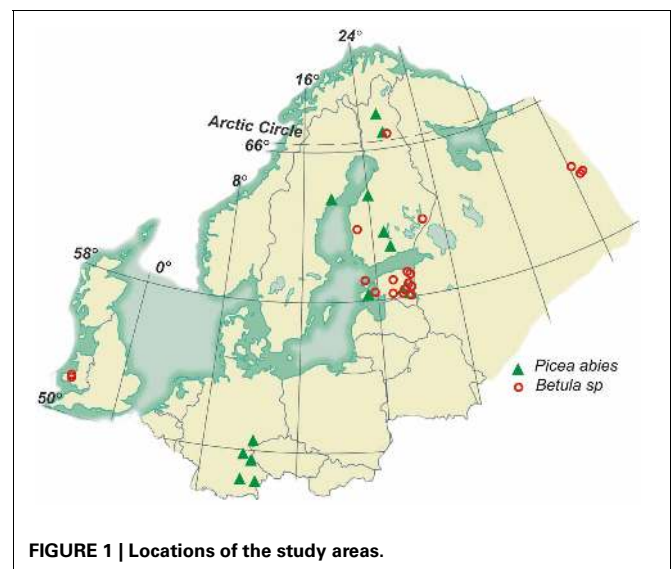 24°
16°
Arctic Circle
66°
8°
58°
0°
50°
Picea abies
Betula sp
FIGURE 1 | Locations of the study areas.